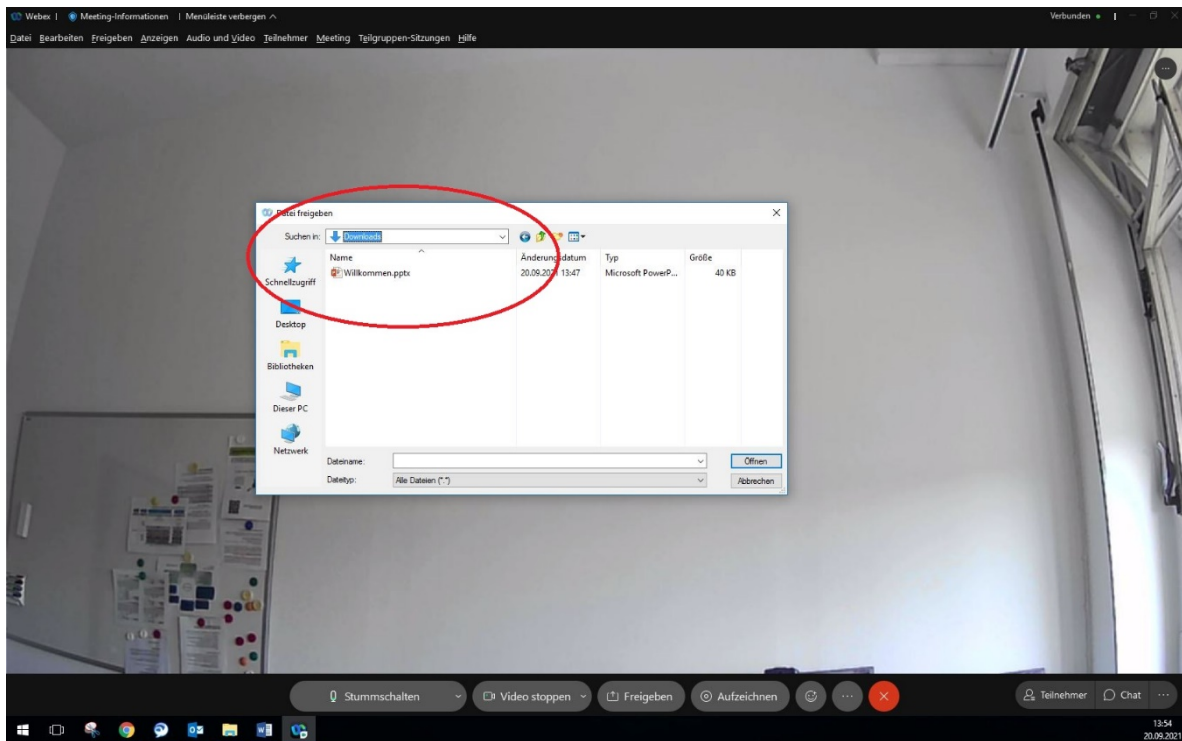 Webex | Meeting-Informationen | Menüleiste verbergen Verbunden
Datei Bearbeiten Freigeben Anzeigen Audio und Video Teilnehmer Meeting Teilgruppen-Sitzungen Hilfe
Datei freigeben
Suchen in: Downloads
Name Änderungsdatum Typ Größe
Willkommen.pptx 20.09.2021 13:47 Microsoft PowerP... 40 KB
Schnellzugriff
Desktop
Bibliotheken
Dieser PC
Netzwerk
Dateiname: Öffnen
Dateityp: Alle Dateien (*.*) Abbrechen
Stummschalten Video stoppen Freigeben Aufzeichnen Teilnehmer Chat
13:54
20.09.2021